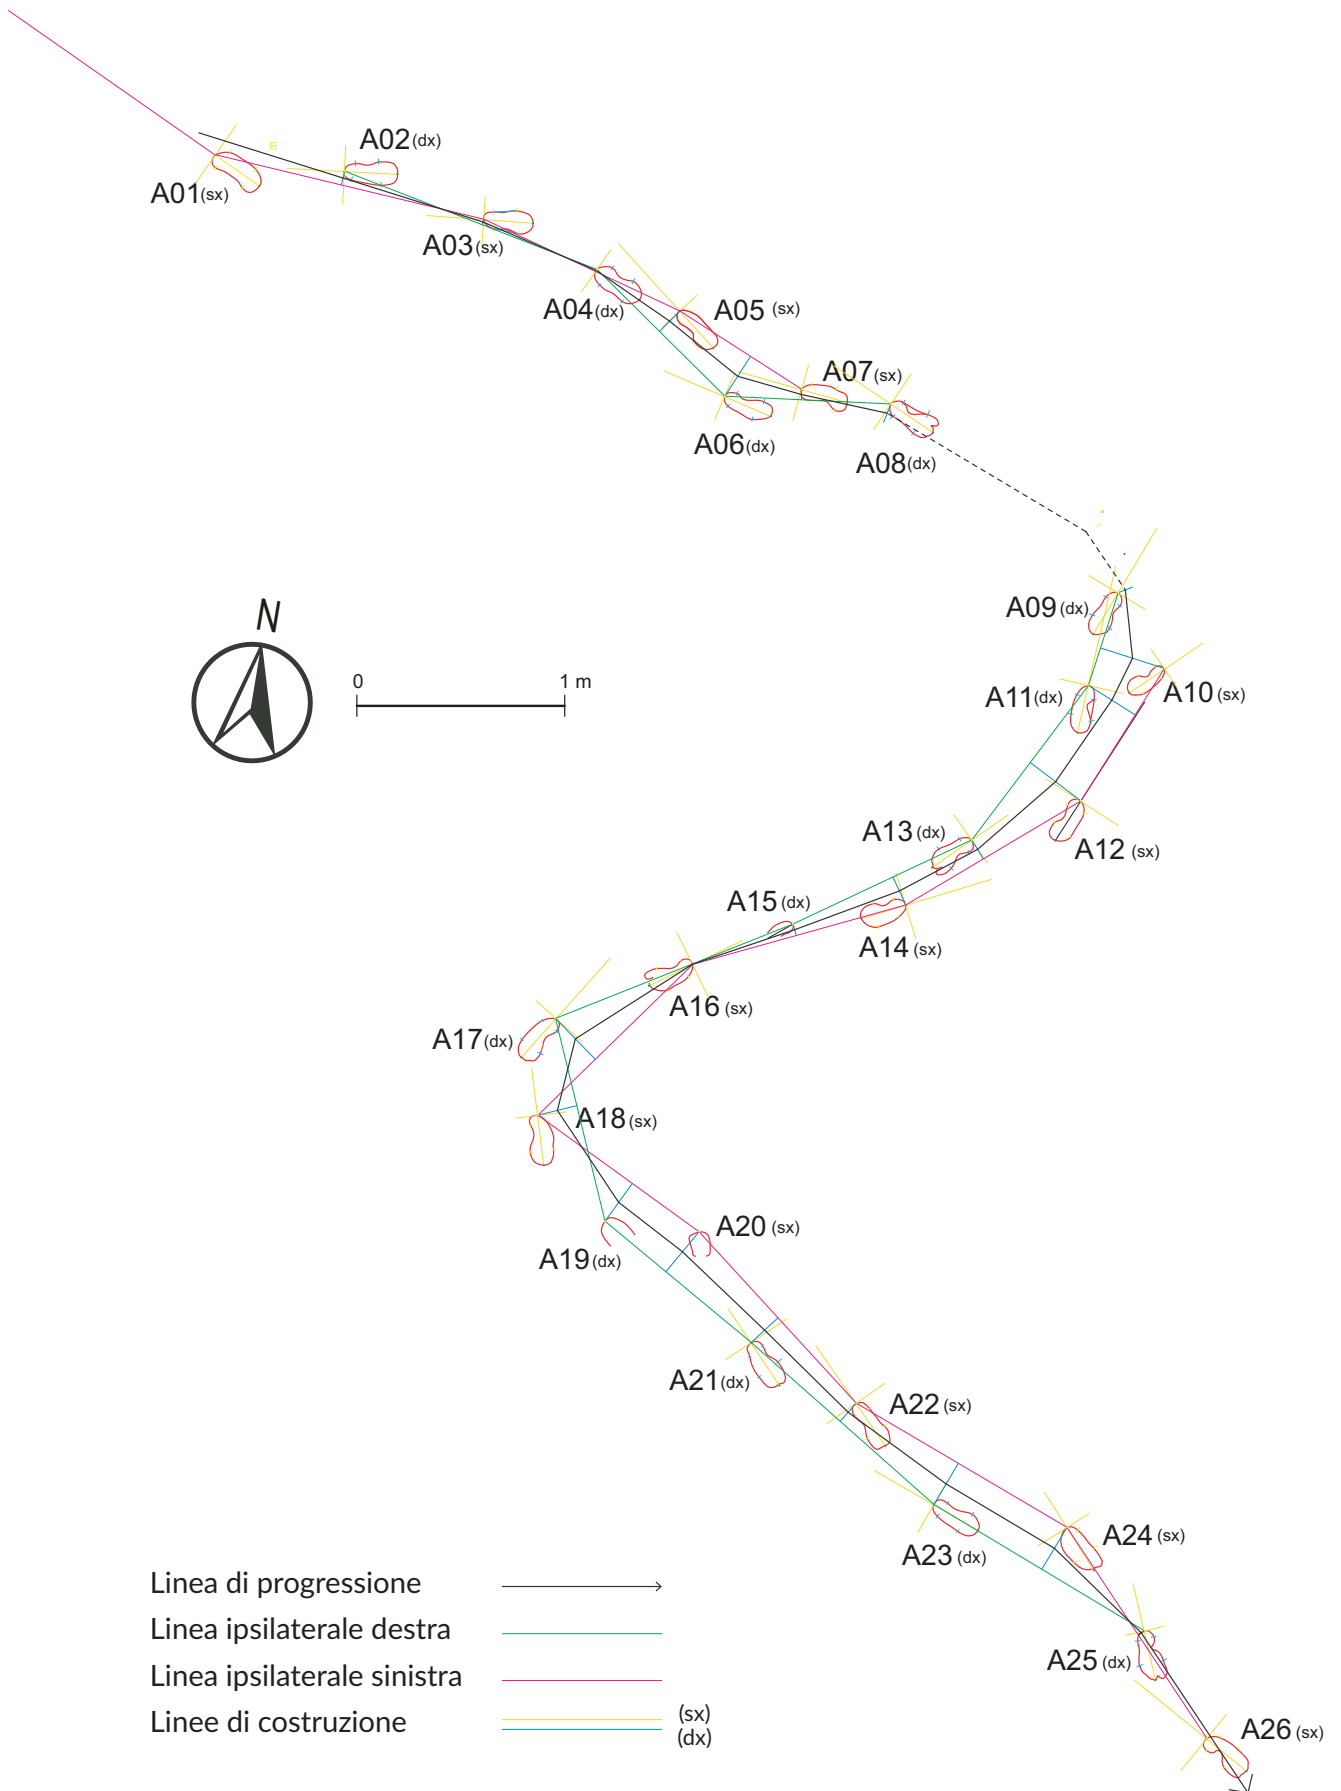 A02 (dx)
A01 (sx)
A03 (sx)
A04 (dx)
A05 (sx)
A07 (sx)
A06 (dx)
A08 (dx)
N
A09 (dx)
0 1 m
A11 (dx)
A10 (sx)
A13 (dx)
A12 (sx)
A15 (dx)
A14 (sx)
A16 (sx)
A17 (dx)
A18 (sx)
A20 (sx)
A19 (dx)
A21 (dx)
A22 (sx)
A24 (sx)
A23 (dx)
A25 (dx)
A26 (sx)
Linea di progressione
Linea ipsilaterale destra
Linea ipsilaterale sinistra
Linee di costruzione (sx)
(dx)